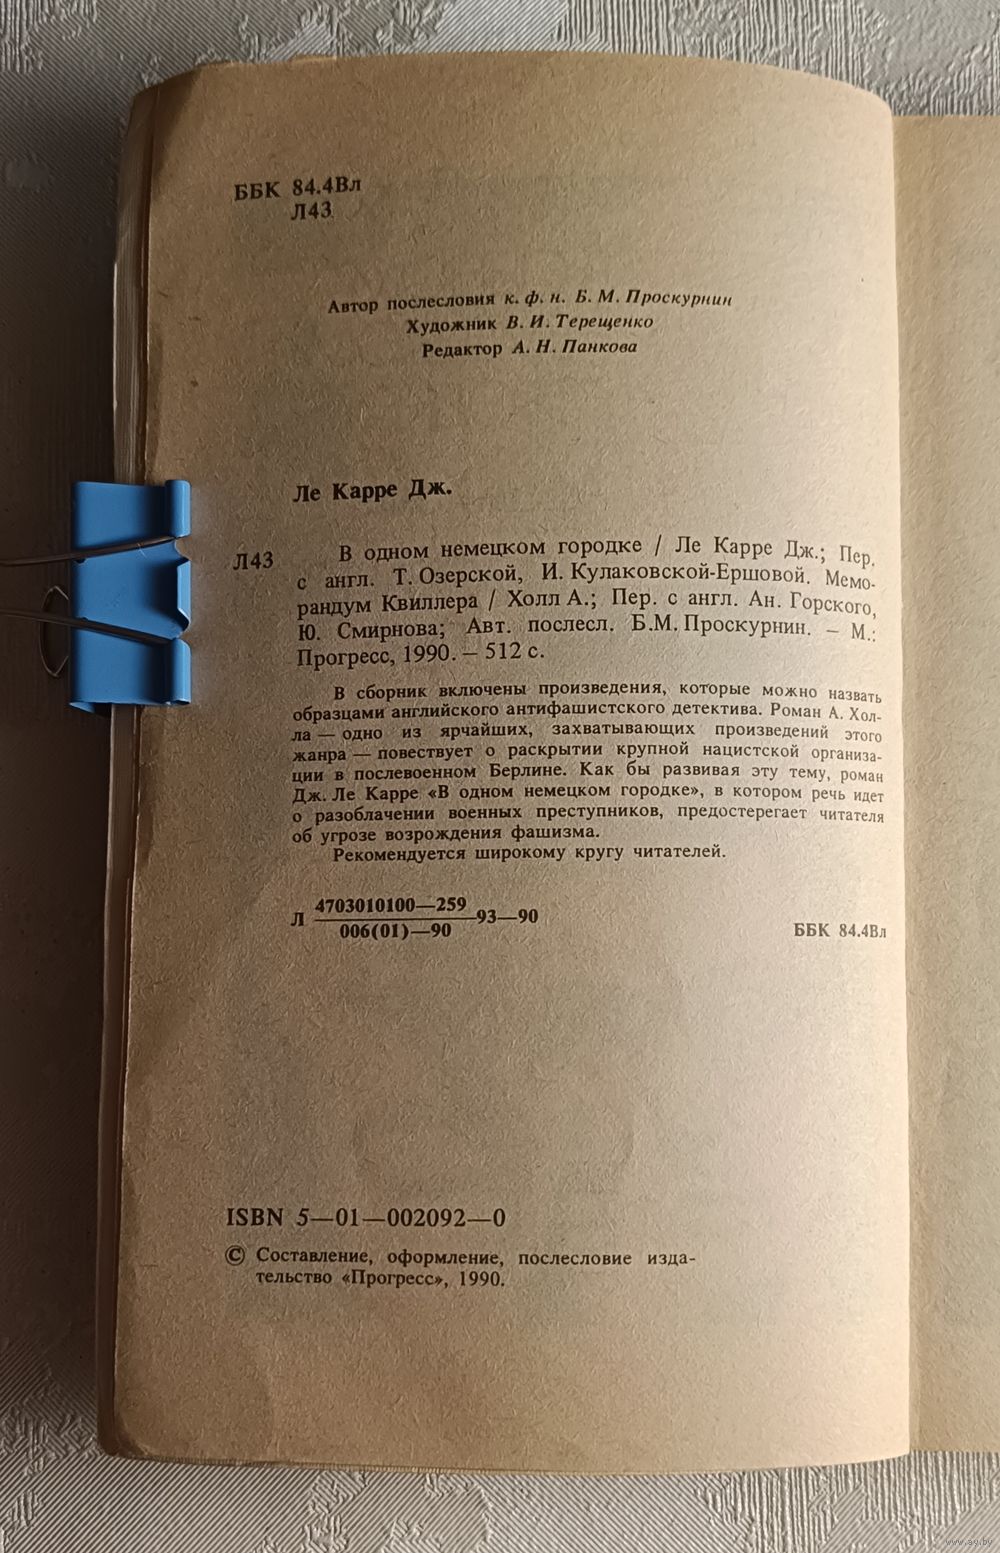 ББК 84.4Вл
Л43
Автор послесловия к. ф. н. Б. М. Проскурнин
Художник В. И. Терещенко
Редактор А. Н. Панкова
Ле Карре Дж.
Л43 В одном немецком городке / Ле Карре Дж.; Пер.
с англ. Т. Озерской, И. Кулаковской-Ершовой. Мемо-
рандум Квиллера / Холл А.; Пер. с англ. Ан. Горского,
Ю. Смирнова; Авт. послесл. Б.М. Проскурнин. – М.:
Прогресс, 1990. – 512 с.
В сборник включены произведения, которые можно назвать
образцами английского антифашистского детектива. Роман А. Хол-
ла — одно из ярчайших, захватывающих произведений этого
жанра — повествует о раскрытии крупной нацистской организа-
ции в послевоенном Берлине. Как бы развивая эту тему, роман
Дж. Ле Карре «В одном немецком городке», в котором речь идет
о разоблачении военных преступников, предостерегает читателя
об угрозе возрождения фашизма.
Рекомендуется широкому кругу читателей.
4703010100—259
Л 93—90
006(01)—90
ББК 84.4Вл
ISBN 5—01—002092—0
© Составление, оформление, послесловие изда-
тельство «Прогресс», 1990.
www.ay.by